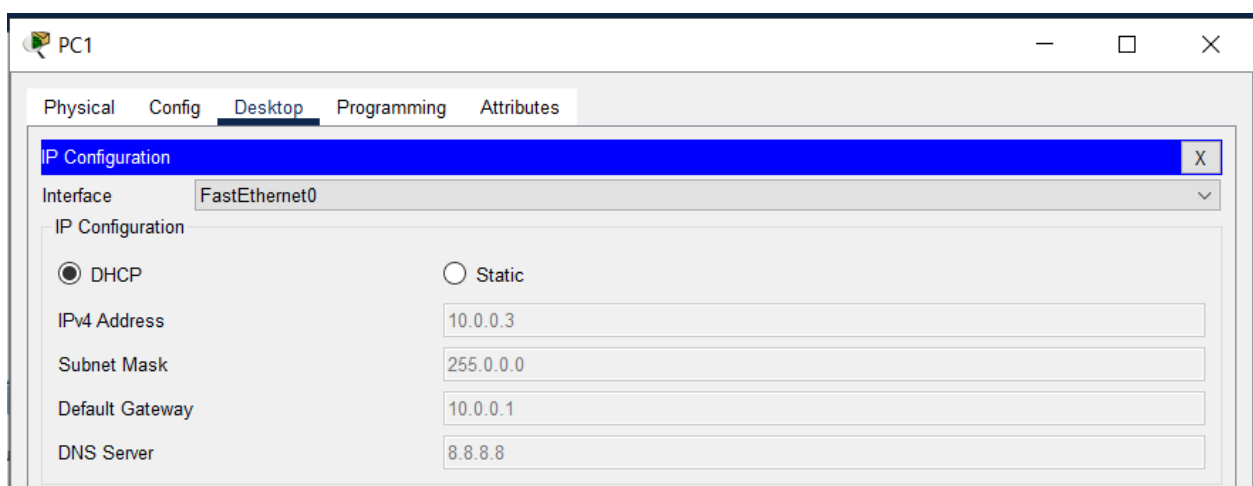 PC1
Physical Config Desktop Programming Attributes
IP Configuration X
Interface FastEthernet0
IP Configuration
DHCP Static
IPv4 Address 10.0.0.3
Subnet Mask 255.0.0.0
Default Gateway 10.0.0.1
DNS Server 8.8.8.8